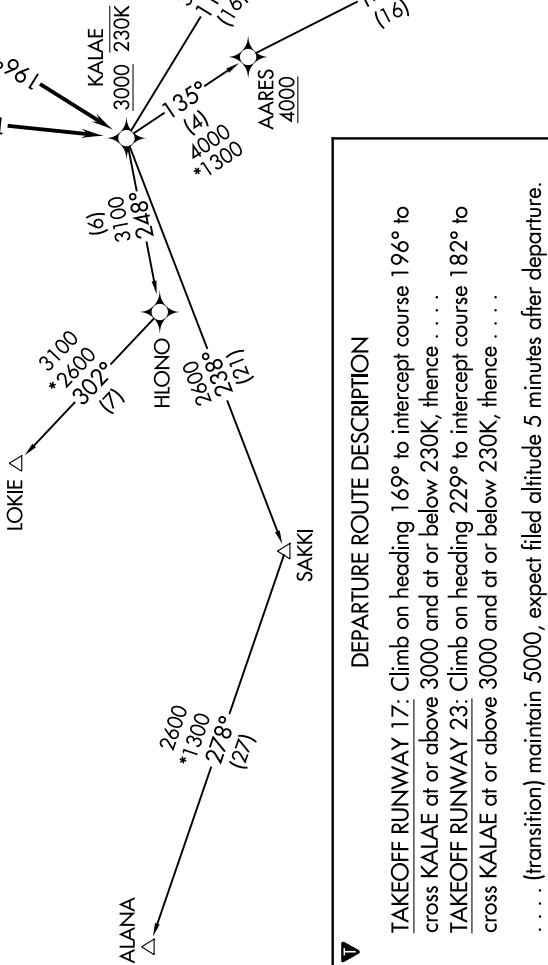 KALAE
3000 230K
196°
(16)
(16)
135°
(4)
4000
*1300
AARES
4000
(6)
3100
248°
HLONO
3100
*2600
302°
(7)
LOKIE
2600
238°
(21)
SAKKI
2600
*1300
278°
(27)
ALANA
T
DEPARTURE ROUTE DESCRIPTION
TAKEOFF RUNWAY 17: Climb on heading 169° to intercept course 196° to
cross KALAE at or above 3000 and at or below 230K, thence . . . .
TAKEOFF RUNWAY 23: Climb on heading 229° to intercept course 182° to
cross KALAE at or above 3000 and at or below 230K, thence . . . .
. . . . (transition) maintain 5000, expect filed altitude 5 minutes after departure.